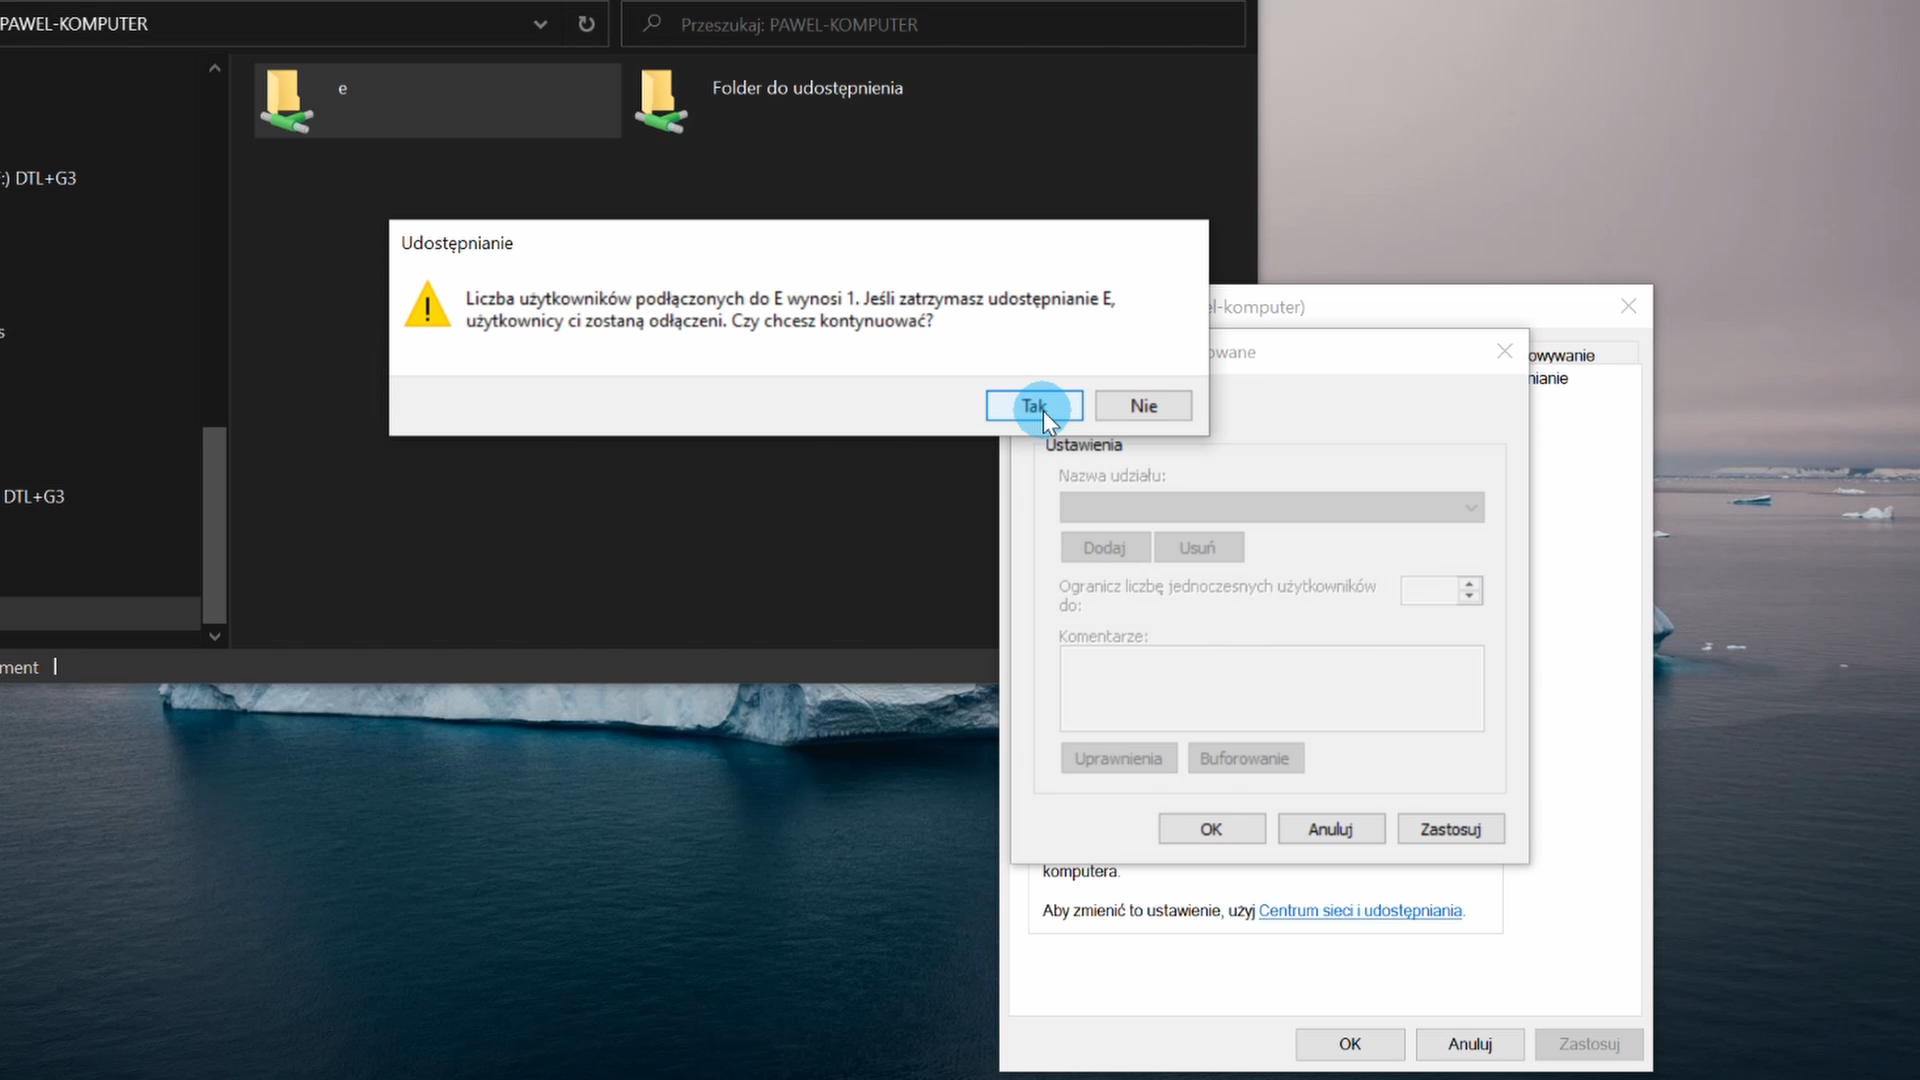 PAWEL-KOMPUTER
Przeszukaj: PAWEL-KOMPUTER
e
Folder do udostępnienia
:) DTL+G3
s
DTL+G3
ment
Udostępnianie
Liczba użytkowników podłączonych do E wynosi 1. Jeśli zatrzymasz udostępnianie E,
użytkownicy ci zostaną odłączeni. Czy chcesz kontynuować?
Tak
Nie
el-komputer)
owane
owywanie
nianie
Ustawienia
Nazwa udziału:
Dodaj
Usuń
Ogranicz liczbę jednoczesnych użytkowników
do:
Komentarze:
Uprawnienia
Buforowanie
OK
Anuluj
Zastosuj
komputera.
Aby zmienić to ustawienie, użyj Centrum sieci i udostępniania.
OK
Anuluj
Zastosuj